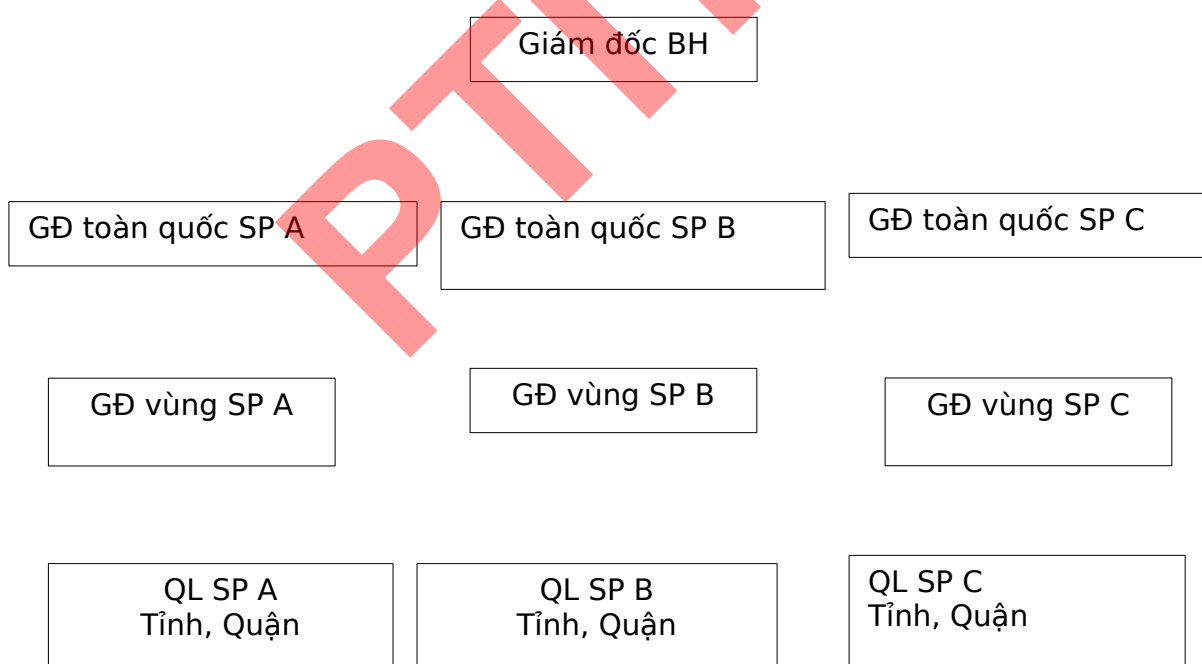 Giám đốc BH
GĐ toàn quốc SP A
GĐ toàn quốc SP B
GĐ toàn quốc SP C
GĐ vùng SP A
GĐ vùng SP B
GĐ vùng SP C
QL SP A
Tỉnh, Quận
QL SP B
Tỉnh, Quận
QL SP C
Tỉnh, Quận